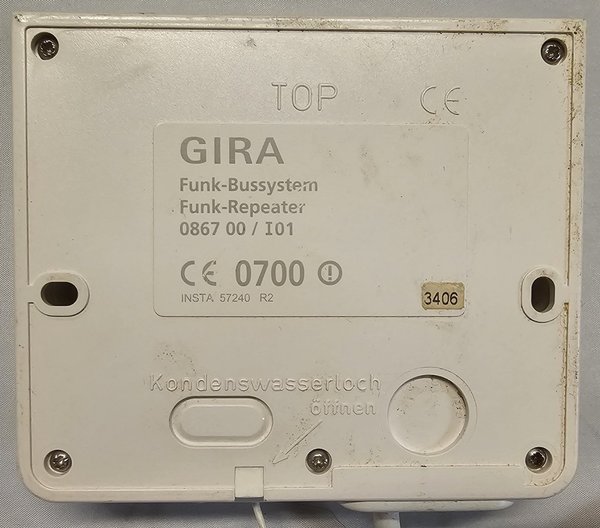 TOP CE
GIRA
Funk-Bussystem
Funk-Repeater
0867 00 / I01
CE 0700
INSTA 57240 R2
3406
Kondenswasserloch
öffnen